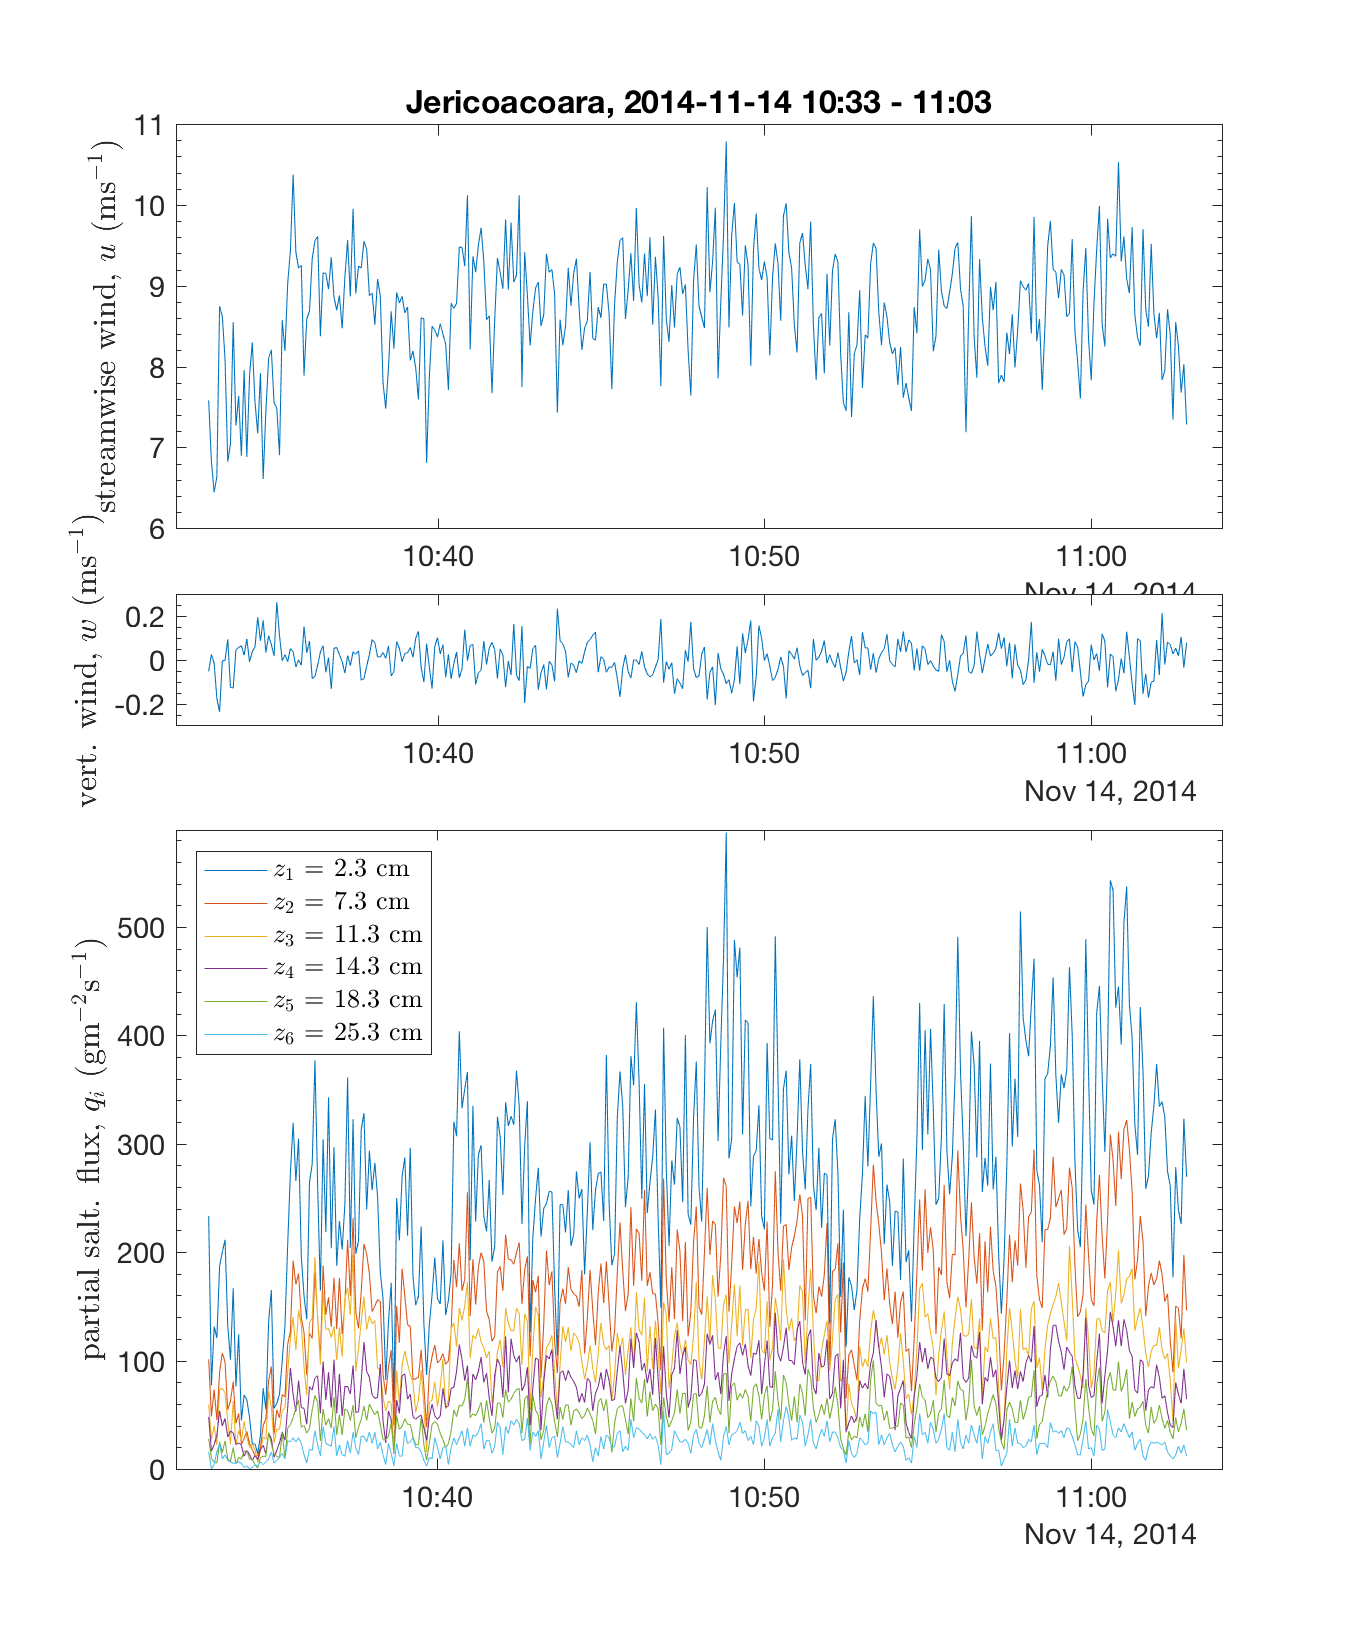 Jericoacoara, 2014-11-14 10:33 - 11:03
streamwise wind, u (ms⁻¹)
11
10
9
8
7
6
10:40 10:50 11:00
Nov 14, 2014
vert. wind, w (ms⁻¹)
0.2
0
-0.2
10:40 10:50 11:00
Nov 14, 2014
partial salt. flux, qᵢ (gm⁻²s⁻¹)
z₁ = 2.3 cm
z₂ = 7.3 cm
z₃ = 11.3 cm
z₄ = 14.3 cm
z₅ = 18.3 cm
z₆ = 25.3 cm
500
400
300
200
100
0
10:40 10:50 11:00
Nov 14, 2014